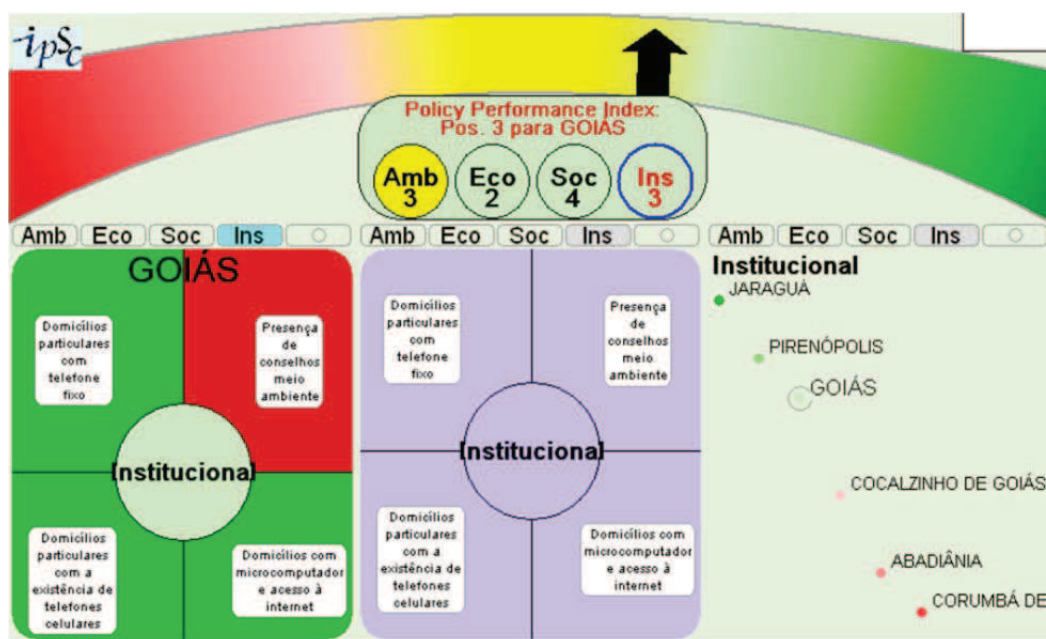 ipsc
Policy Performance Index:
Pos. 3 para GOIÁS
Amb
3
Eco
2
Soc
4
Ins
3
Amb Eco Soc Ins
Amb Eco Soc Ins
Amb Eco Soc Ins
GOIÁS
Domicílios
particulares
com
telefone
fixo
Presença
de
conselhos
meio
ambiente
Institucional
Domicílios
particulares
com a
existência de
telefones
celulares
Domicílios com
microcomputador
e acesso à
internet
Domicílios
particulares
com
telefone
fixo
Presença
de
conselhos
meio
ambiente
Institucional
Domicílios
particulares
com a
existência de
telefones
celulares
Domicílios com
microcomputador
e acesso à
internet
Institucional
JARAGUÁ
PIRENÓPOLIS
GOIÁS
COCALZINHO DE GOIÁS
ABADIÂNIA
CORUMBÁ DE